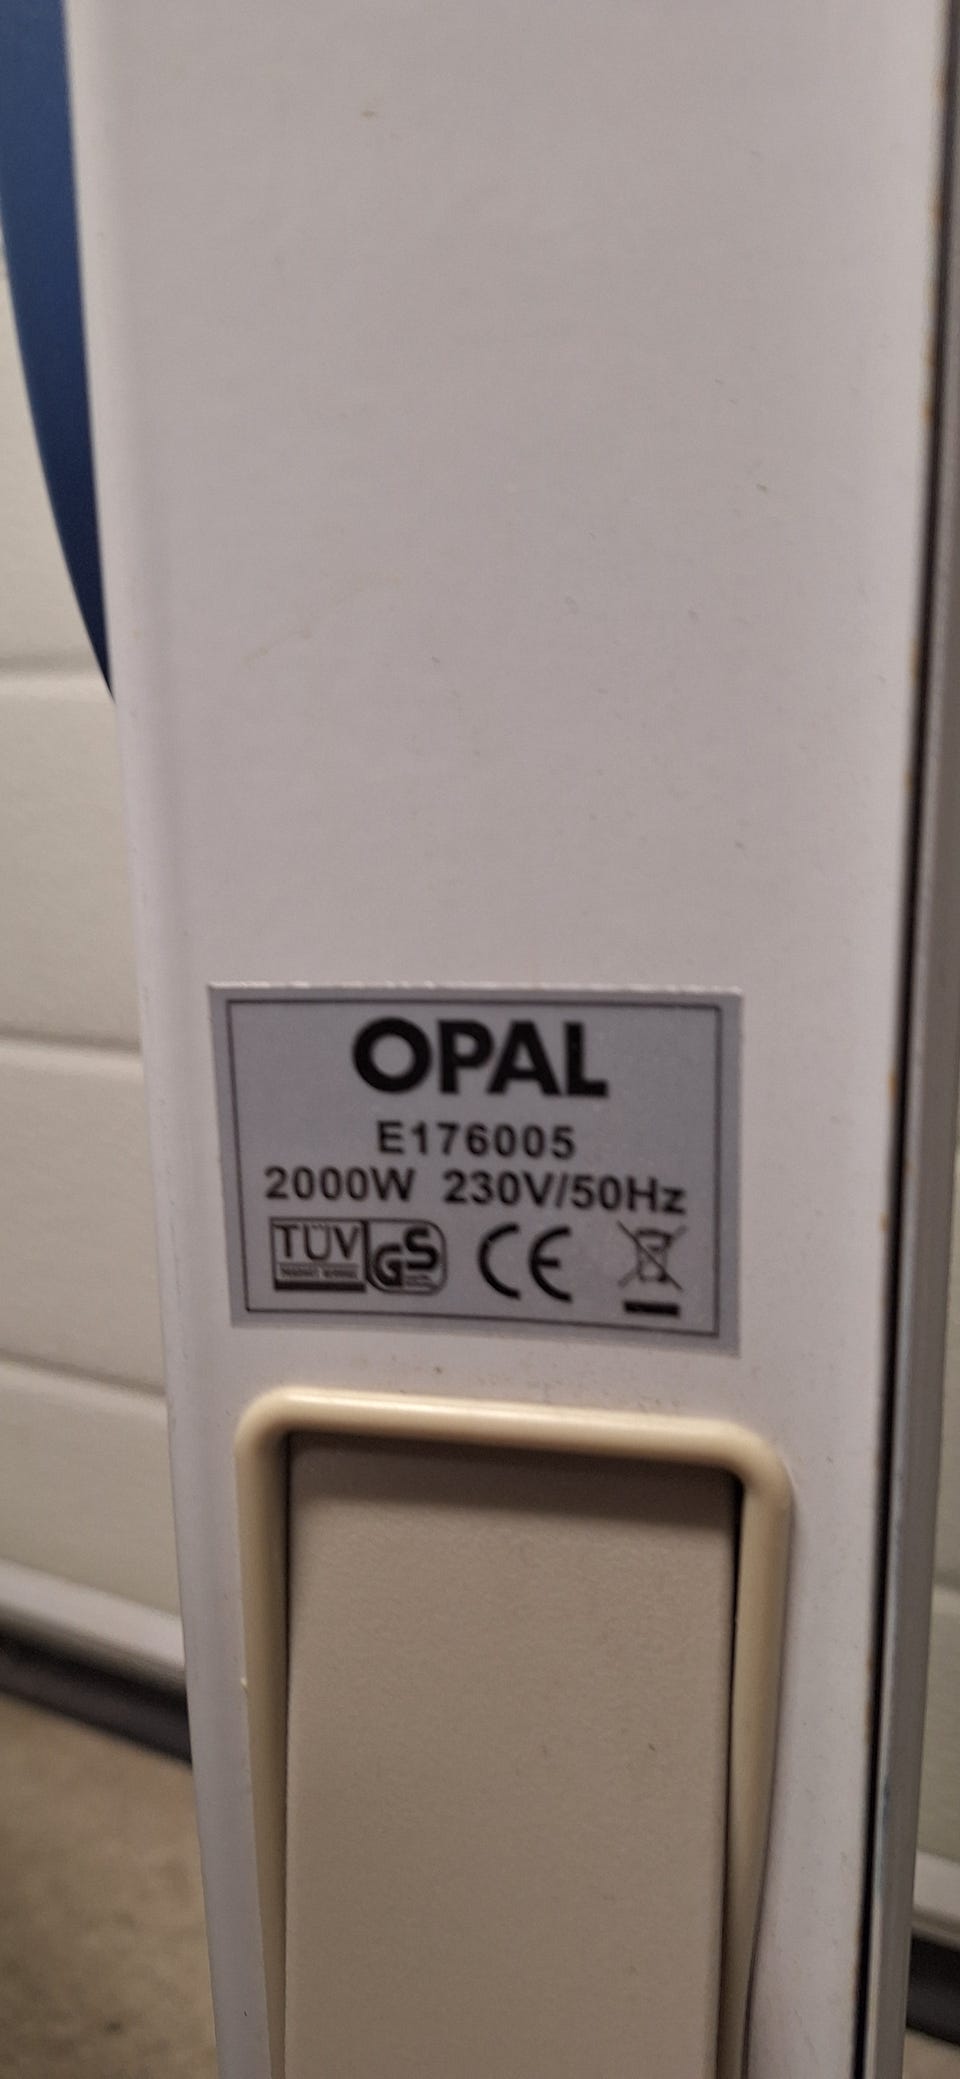 OPAL
E176005
2000W 230V/50Hz
TÜV GS CE